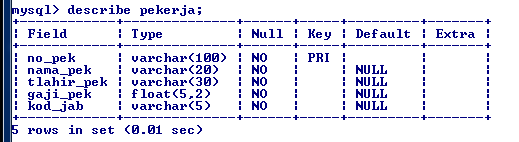 mysql> describe pekerja;
+-----------+--------------+------+-----+---------+-------+
| Field     | Type         | Null | Key | Default | Extra |
+-----------+--------------+------+-----+---------+-------+
| no_pek    | varchar(100) | NO   | PRI |         |       |
| nama_pek  | varchar(20)  | NO   |     | NULL    |       |
| tlahir_pek | varchar(30)  | NO   |     | NULL    |       |
| gaji_pek  | float(5,2)   | NO   |     | NULL    |       |
| kod_jab   | varchar(5)   | NO   |     | NULL    |       |
+-----------+--------------+------+-----+---------+-------+
5 rows in set (0.01 sec)